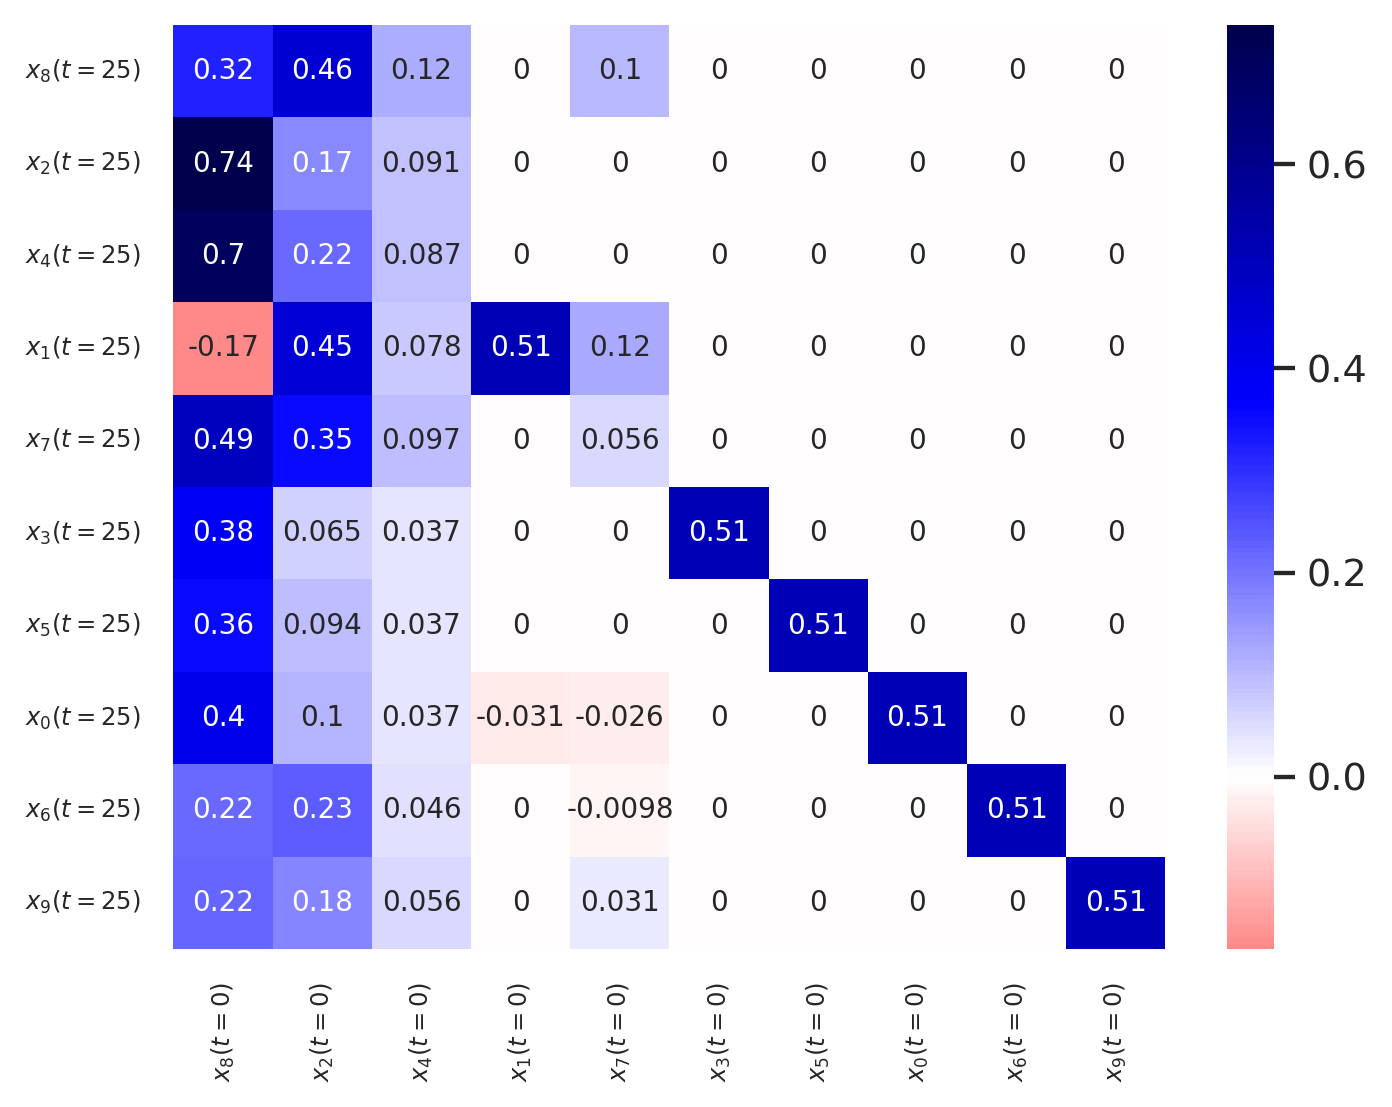 x₈(t = 25) 0.32 0.46 0.12 0 0.1 0 0 0 0 0
x₂(t = 25) 0.74 0.17 0.091 0 0 0 0 0 0 0
x₄(t = 25) 0.7 0.22 0.087 0 0 0 0 0 0 0
x₁(t = 25) -0.17 0.45 0.078 0.51 0.12 0 0 0 0 0
x₇(t = 25) 0.49 0.35 0.097 0 0.056 0 0 0 0 0
x₃(t = 25) 0.38 0.065 0.037 0 0 0.51 0 0 0 0
x₅(t = 25) 0.36 0.094 0.037 0 0 0 0.51 0 0 0
x₀(t = 25) 0.4 0.1 0.037 -0.031 -0.026 0 0 0.51 0 0
x₆(t = 25) 0.22 0.23 0.046 0 -0.0098 0 0 0 0.51 0
x₉(t = 25) 0.22 0.18 0.056 0 0.031 0 0 0 0 0.51
x₈(t = 0)
x₂(t = 0)
x₄(t = 0)
x₁(t = 0)
x₇(t = 0)
x₃(t = 0)
x₅(t = 0)
x₀(t = 0)
x₆(t = 0)
x₉(t = 0)
0.6
0.4
0.2
0.0